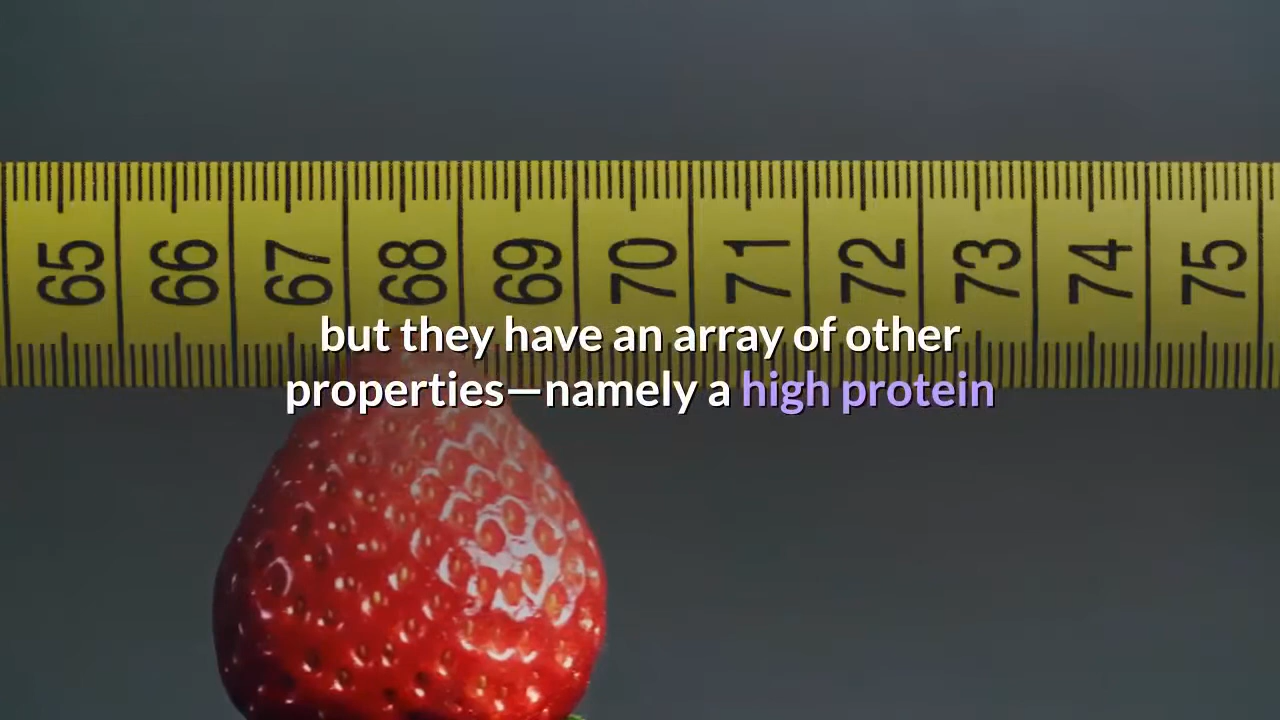 65 66 67 68 69 70 71 72 73 74 75
but they have an array of other
properties—namely a high protein